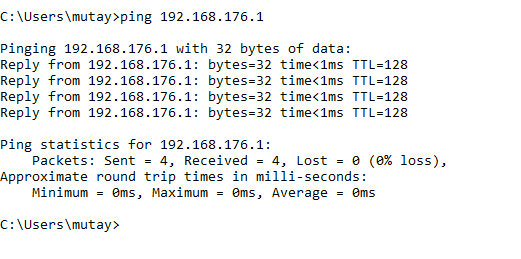 C:\Users\mutay>ping 192.168.176.1
Pinging 192.168.176.1 with 32 bytes of data:
Reply from 192.168.176.1: bytes=32 time<1ms TTL=128
Reply from 192.168.176.1: bytes=32 time<1ms TTL=128
Reply from 192.168.176.1: bytes=32 time<1ms TTL=128
Reply from 192.168.176.1: bytes=32 time<1ms TTL=128
Ping statistics for 192.168.176.1:
    Packets: Sent = 4, Received = 4, Lost = 0 (0% loss),
Approximate round trip times in milli-seconds:
    Minimum = 0ms, Maximum = 0ms, Average = 0ms
C:\Users\mutay>